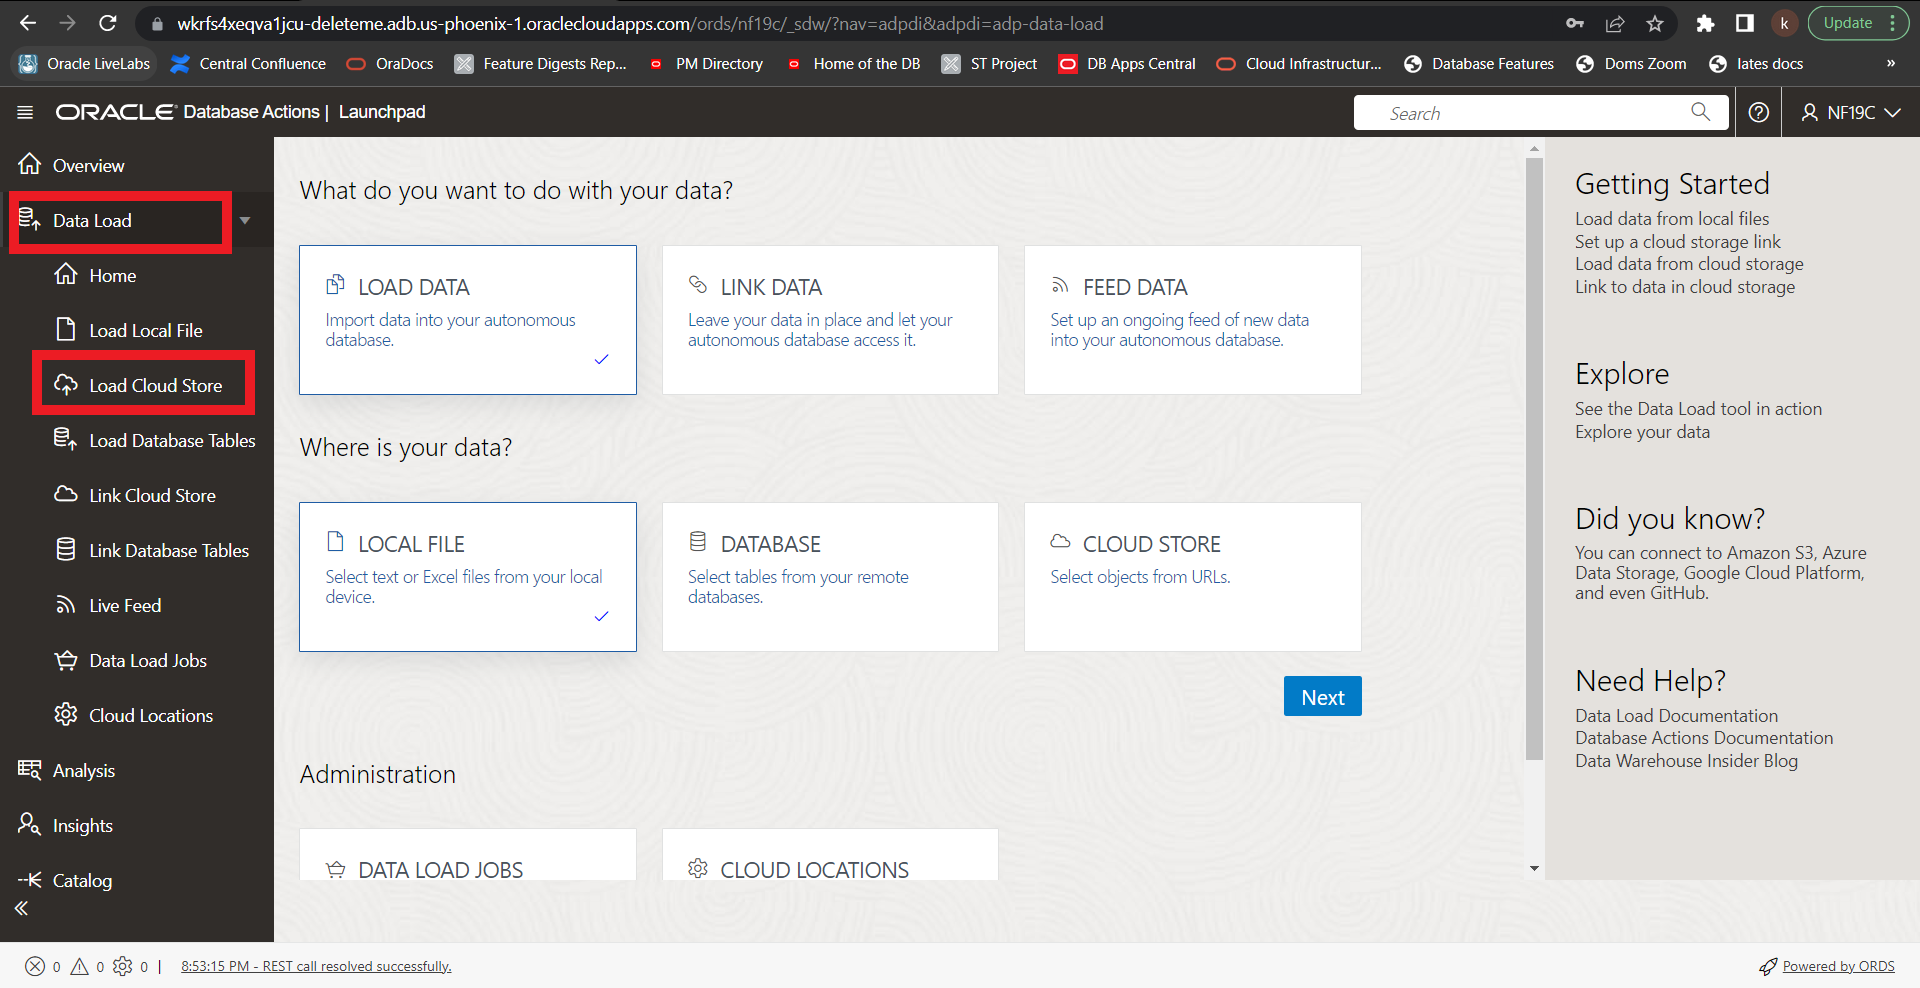 wkrfs4xeqva1jcu-deleteme.adb.us-phoenix-1.oraclecloudapps.com/ords/nf19c/_sdw/?nav=adpdi&adpdi=adp-data-load
k
Update
Oracle LiveLabs
Central Confluence
OraDocs
Feature Digests Rep...
PM Directory
Home of the DB
ST Project
DB Apps Central
Cloud Infrastructur...
Database Features
Doms Zoom
lates docs
»
ORACLE Database Actions | Launchpad
Search
NF19C
Overview
Data Load
Home
Load Local File
Load Cloud Store
Load Database Tables
Link Cloud Store
Link Database Tables
Live Feed
Data Load Jobs
Cloud Locations
Analysis
Insights
Catalog
What do you want to do with your data?
LOAD DATA
Import data into your autonomous
database.
LINK DATA
Leave your data in place and let your
autonomous database access it.
FEED DATA
Set up an ongoing feed of new data
into your autonomous database.
Where is your data?
LOCAL FILE
Select text or Excel files from your local
device.
DATABASE
Select tables from your remote
databases.
CLOUD STORE
Select objects from URLs.
Next
Administration
DATA LOAD JOBS
CLOUD LOCATIONS
Getting Started
Load data from local files
Set up a cloud storage link
Load data from cloud storage
Link to data in cloud storage
Explore
See the Data Load tool in action
Explore your data
Did you know?
You can connect to Amazon S3, Azure
Data Storage, Google Cloud Platform,
and even GitHub.
Need Help?
Data Load Documentation
Database Actions Documentation
Data Warehouse Insider Blog
0 0 0 | 8:53:15 PM - REST call resolved successfully.
Powered by ORDS